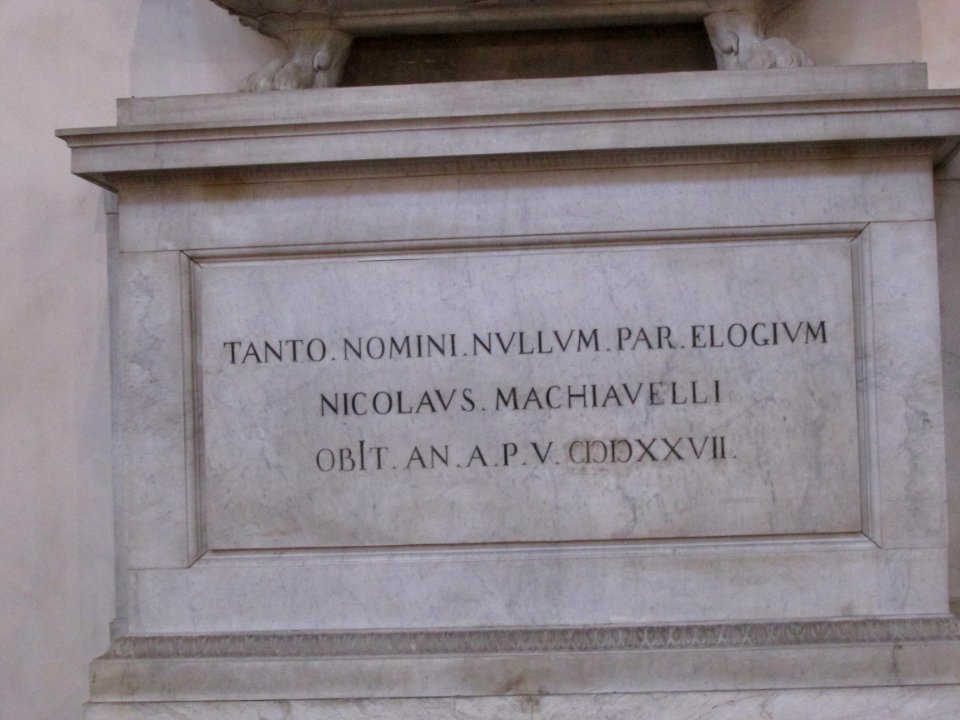 TANTO.NOMINI.NVLLVM.PAR.ELOGIVM
NICOLAVS.MACHIAVELLI
OBIT.AN.A.P.V.CIƆIƆXXVII.